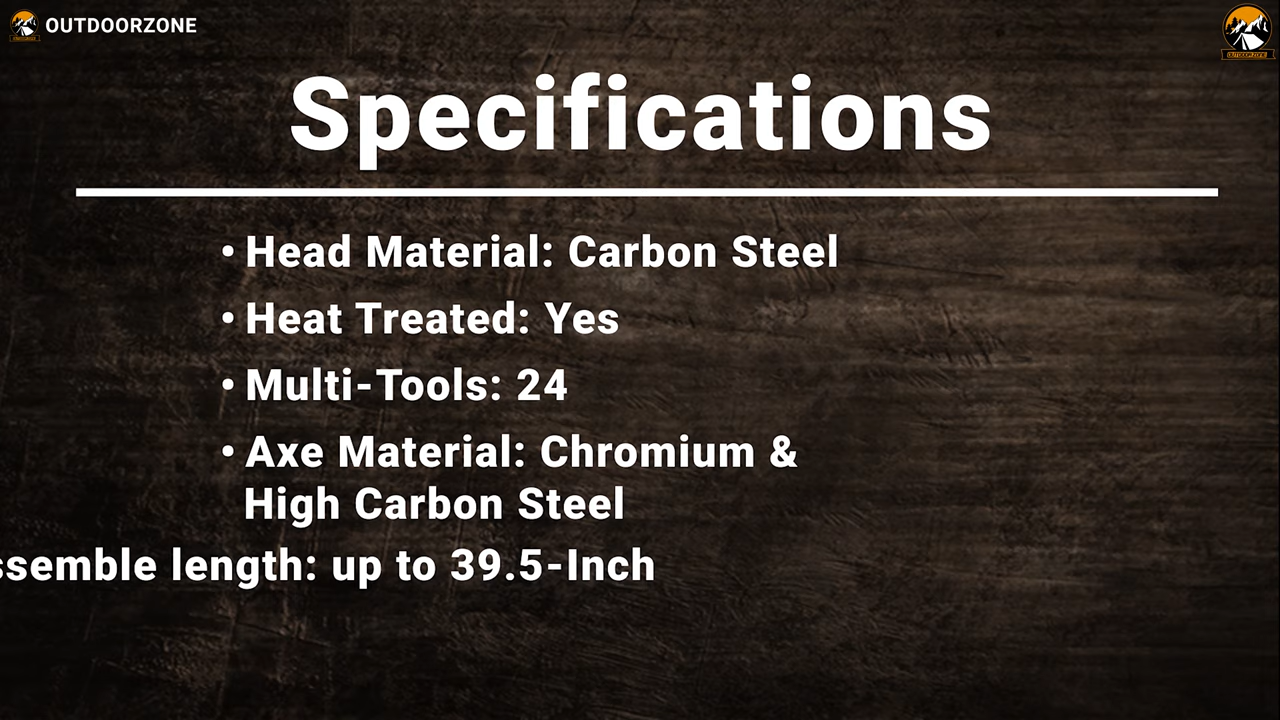 OUTDOORZONE
OUTDOORZONE
Specifications
• Head Material: Carbon Steel
• Heat Treated: Yes
• Multi-Tools: 24
• Axe Material: Chromium &
High Carbon Steel
ssemble length: up to 39.5-Inch